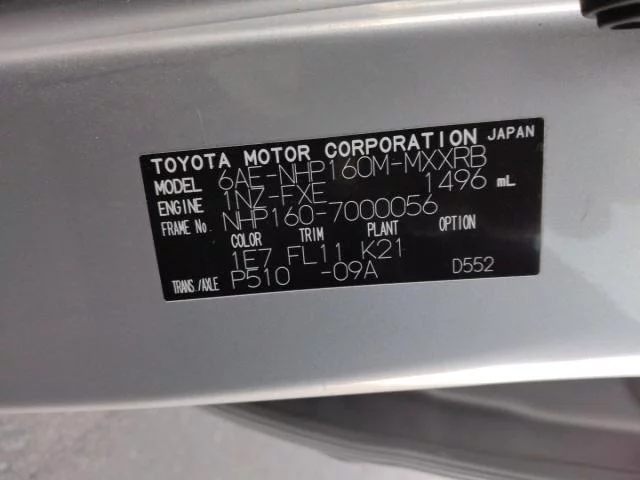 TOYOTA MOTOR CORPORATION JAPAN
MODEL 6AE-NHP160M-MXXRB
ENGINE 1NZ-FXE 1496 mL
FRAME No. NHP160-7000056
COLOR TRIM PLANT OPTION
1E7 FL11 K21
TRANS./AXLE P510 -09A D552